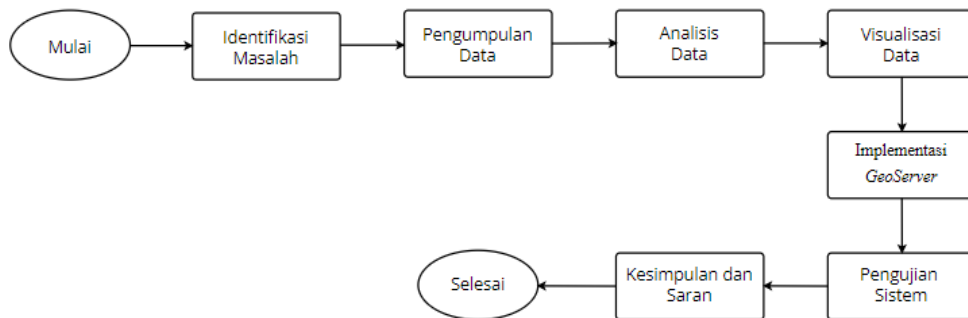 Mulai
Identifikasi
Masalah
Pengumpulan
Data
Analisis
Data
Visualisasi
Data
Implementasi
GeoServer
Pengujian
Sistem
Kesimpulan dan
Saran
Selesai